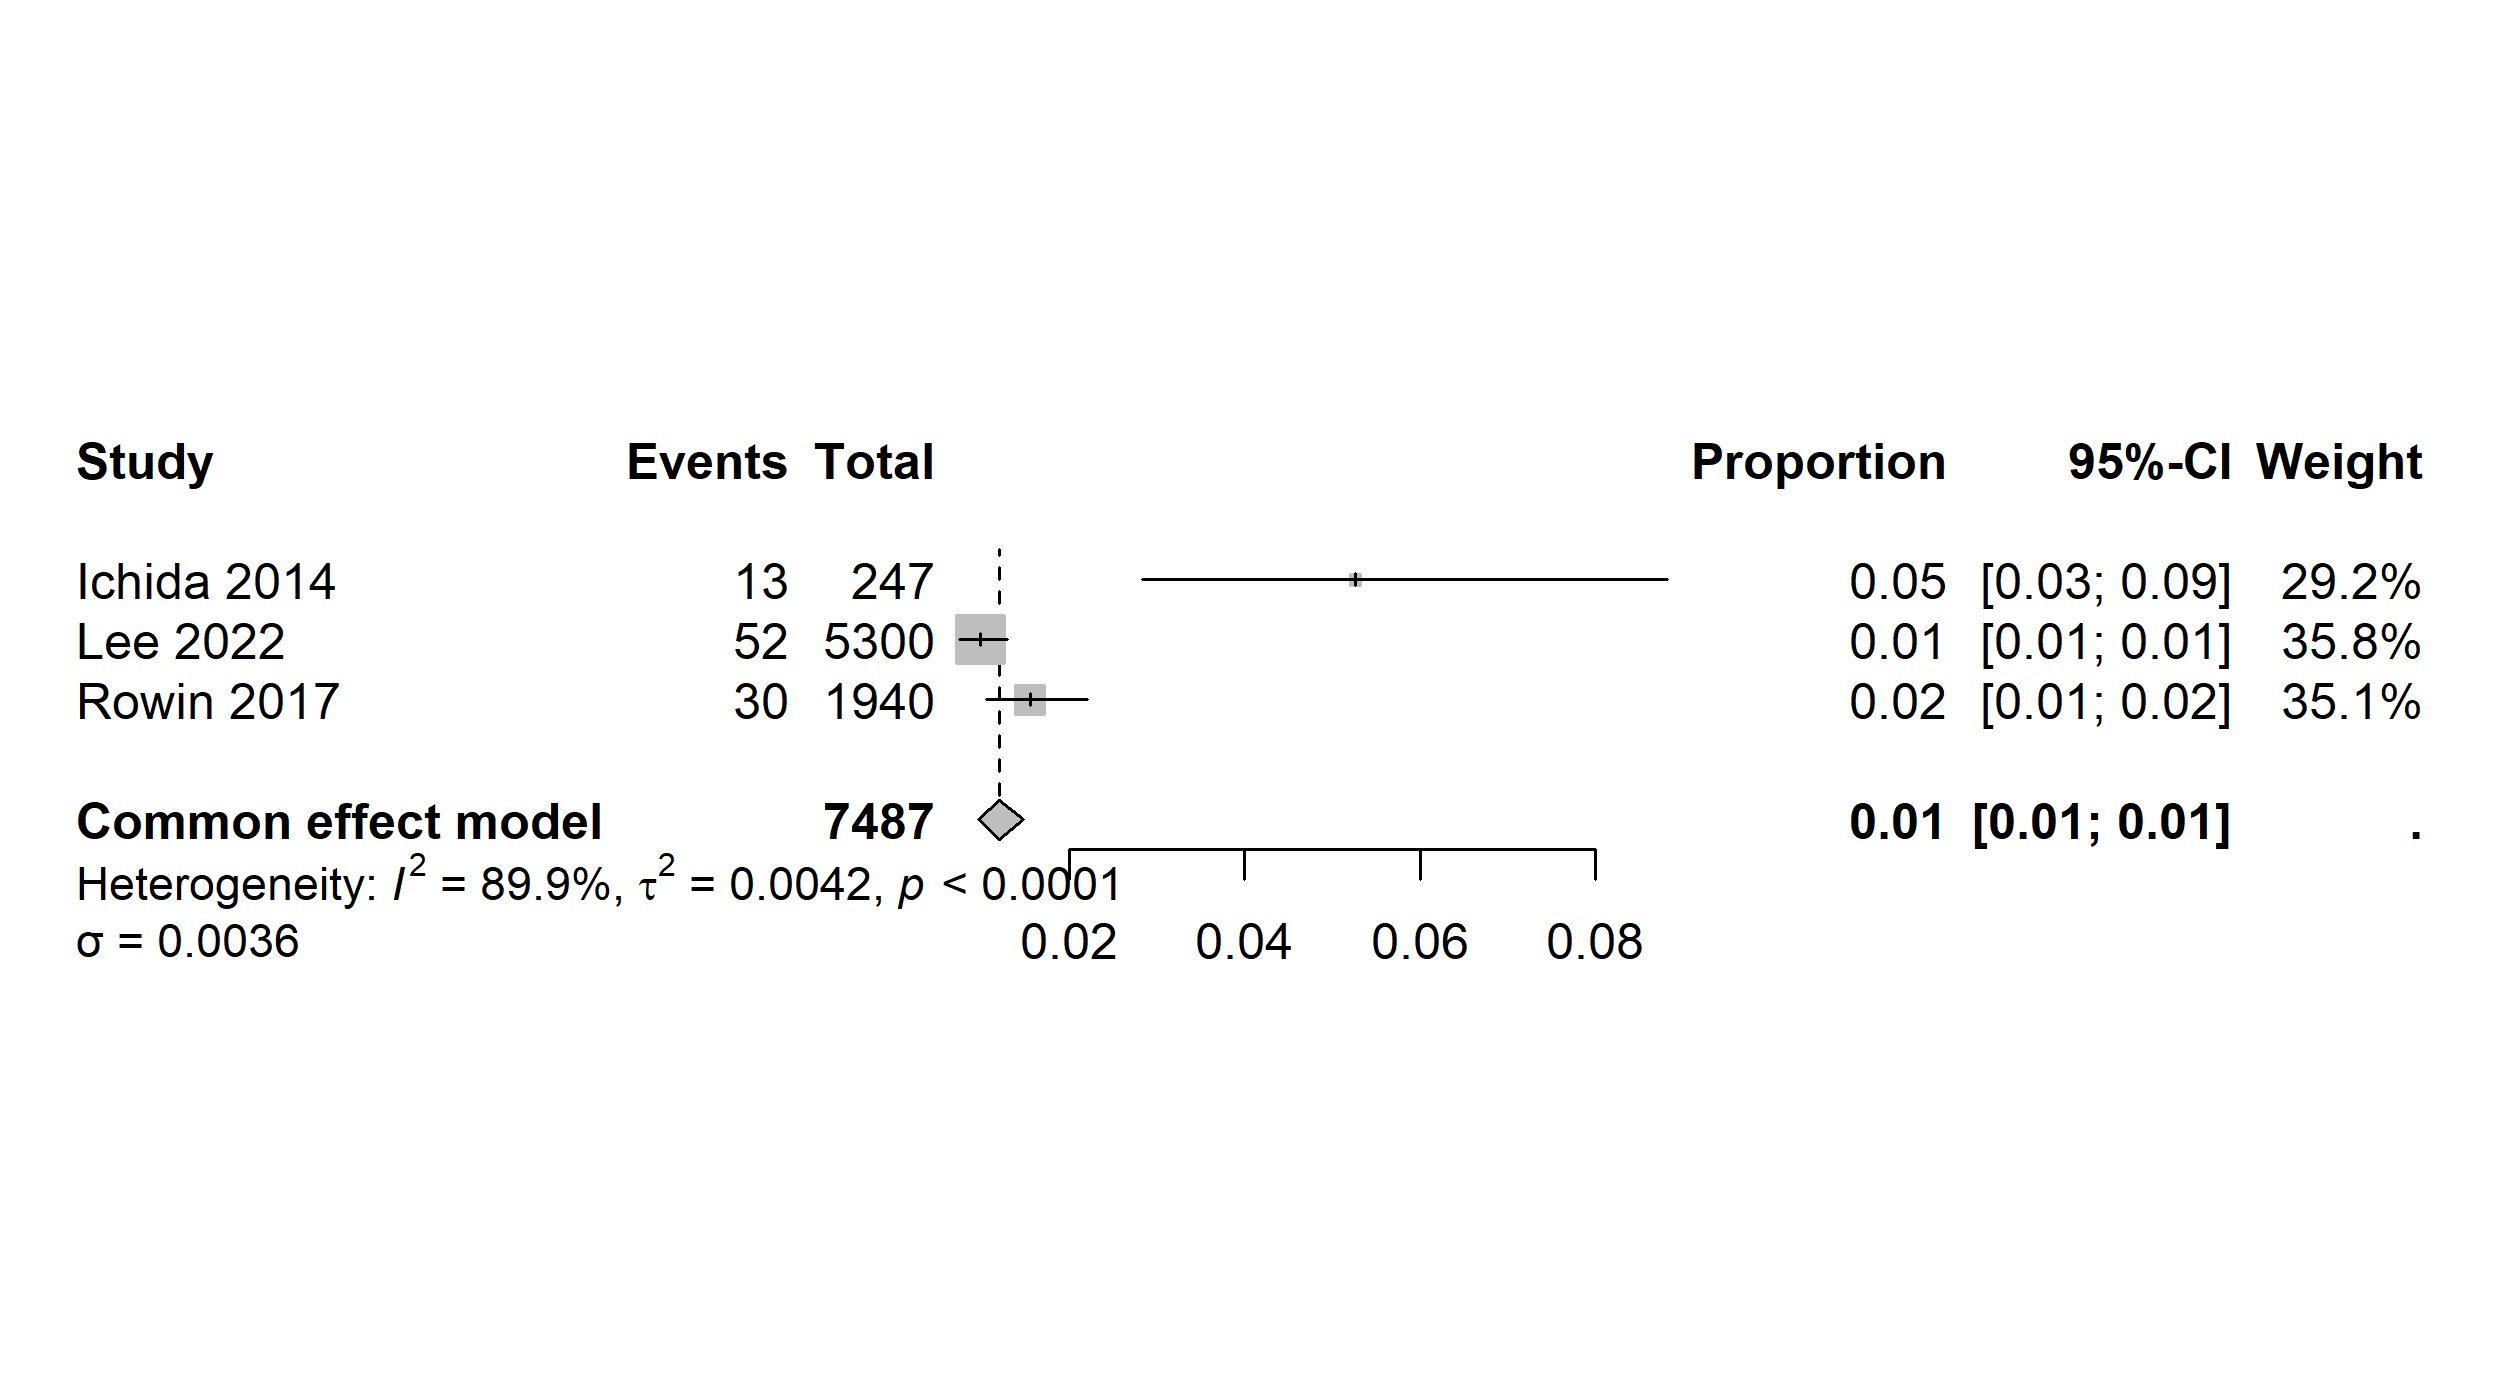 Study Events Total Proportion 95%-CI Weight
Ichida 2014 13 247 0.05 [0.03; 0.09] 29.2%
Lee 2022 52 5300 0.01 [0.01; 0.01] 35.8%
Rowin 2017 30 1940 0.02 [0.01; 0.02] 35.1%
Common effect model 7487 0.01 [0.01; 0.01] .
Heterogeneity: I² = 89.9%, τ² = 0.0042, p < 0.0001
σ = 0.0036 0.02 0.04 0.06 0.08